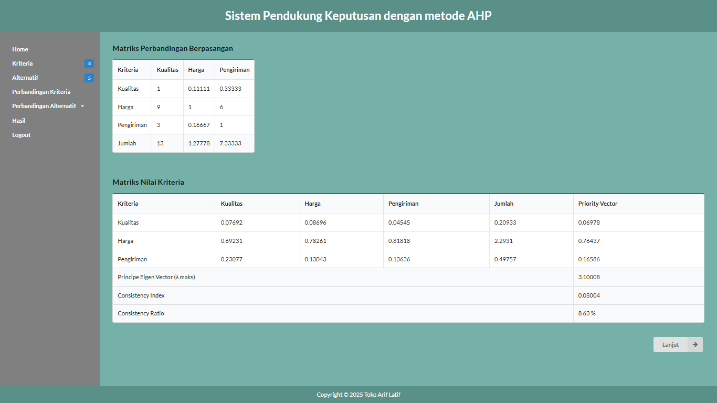 Sistem Pendukung Keputusan dengan metode AHP
Home
Kriteria
Alternatif
Perbandingan Kriteria
Perbandingan Alternatif
Hasil
Logout
Matriks Perbandingan Berpasangan
Kriteria Kualitas Harga Pengiriman
Kualitas 1 0.11111 0.33333
Harga 9 1 6
Pengiriman 3 0.16667 1
Jumlah 13 1.27778 7.33333
Matriks Nilai Kriteria
Kriteria Kualitas Harga Pengiriman Jumlah Priority Vector
Kualitas 0.07692 0.08696 0.04545 0.20933 0.06978
Harga 0.69231 0.78261 0.81818 2.2931 0.76437
Pengiriman 0.23077 0.13043 0.13636 0.49757 0.16586
Principe Eigen Vector (λ maks) 3.10008
Consistency Index 0.05004
Consistency Ratio 8.63 %
Lanjut
Copyright © 2025 Toko Arif Latif